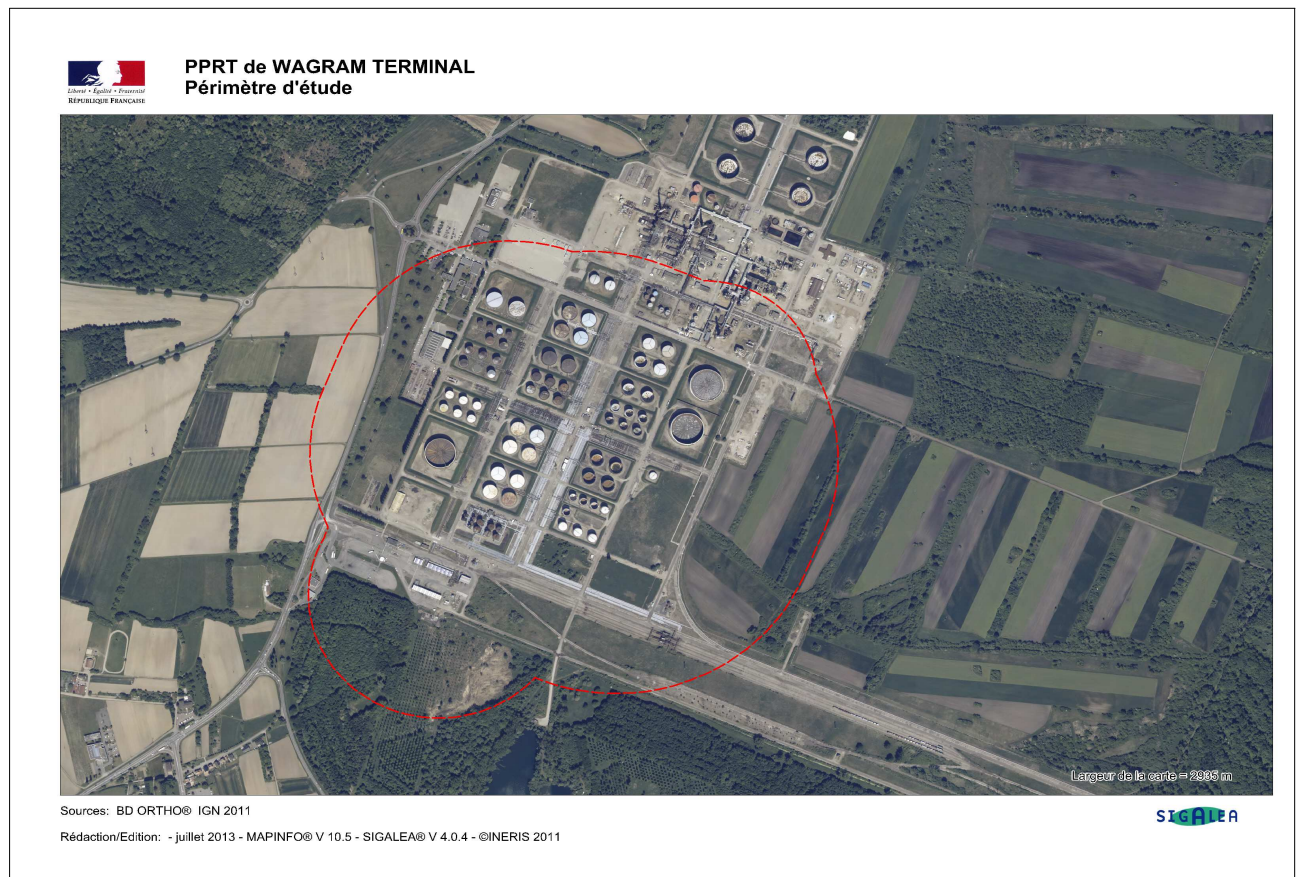 PPRT de WAGRAM TERMINAL
Périmètre d'étude
Liberté • Égalité • Fraternité
RÉPUBLIQUE FRANÇAISE
Largeur de la carte = 2935 m
Sources: BD ORTHO® IGN 2011
SIGALEA
Rédaction/Edition: - juillet 2013 - MAPINFO® V 10.5 - SIGALEA® V 4.0.4 - ©INERIS 2011